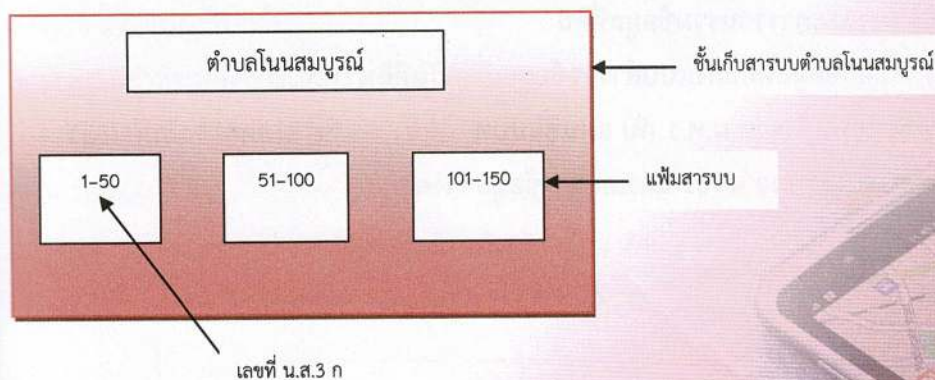 ตำบลโนนสมบูรณ์
ชั้นเก็บสารบบตำบลโนนสมบูรณ์
1-50
51-100
101-150
แฟ้มสารบบ
เลขที่ น.ส.3 ก